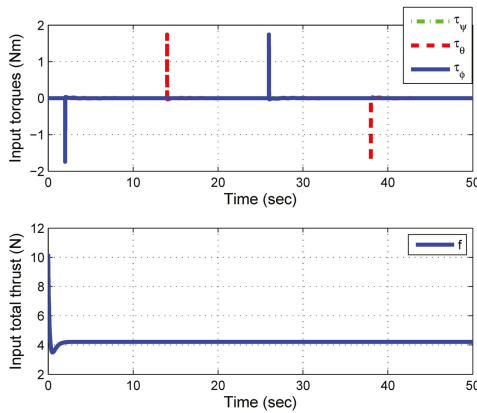 Input torques (Nm)
2
1
0
−1
−2
0
10
20
30
40
50
Time (sec)
τψ
τθ
τϕ
Input total thrust (N)
12
10
8
6
4
2
0
10
20
30
40
50
Time (sec)
f